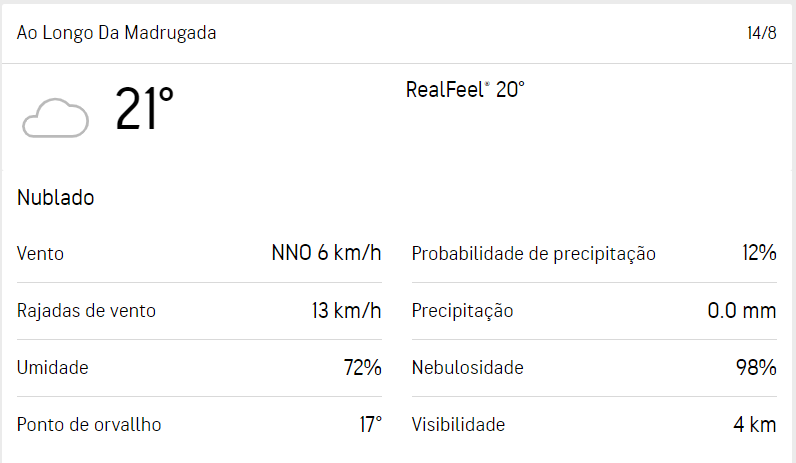 Ao Longo Da Madrugada 14/8
21° RealFeel® 20°
Nublado
Vento NNO 6 km/h Probabilidade de precipitação 12%
Rajadas de vento 13 km/h Precipitação 0.0 mm
Umidade 72% Nebulosidade 98%
Ponto de orvallho 17° Visibilidade 4 km